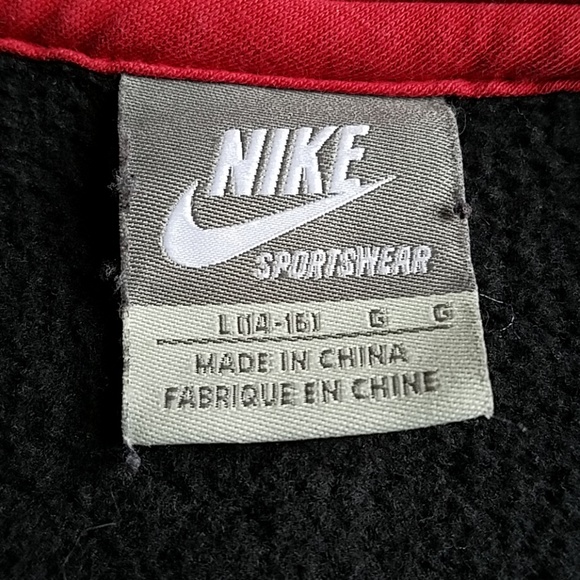 NIKE
SPORTSWEAR
L(14-16) G G
MADE IN CHINA
FABRIQUE EN CHINE